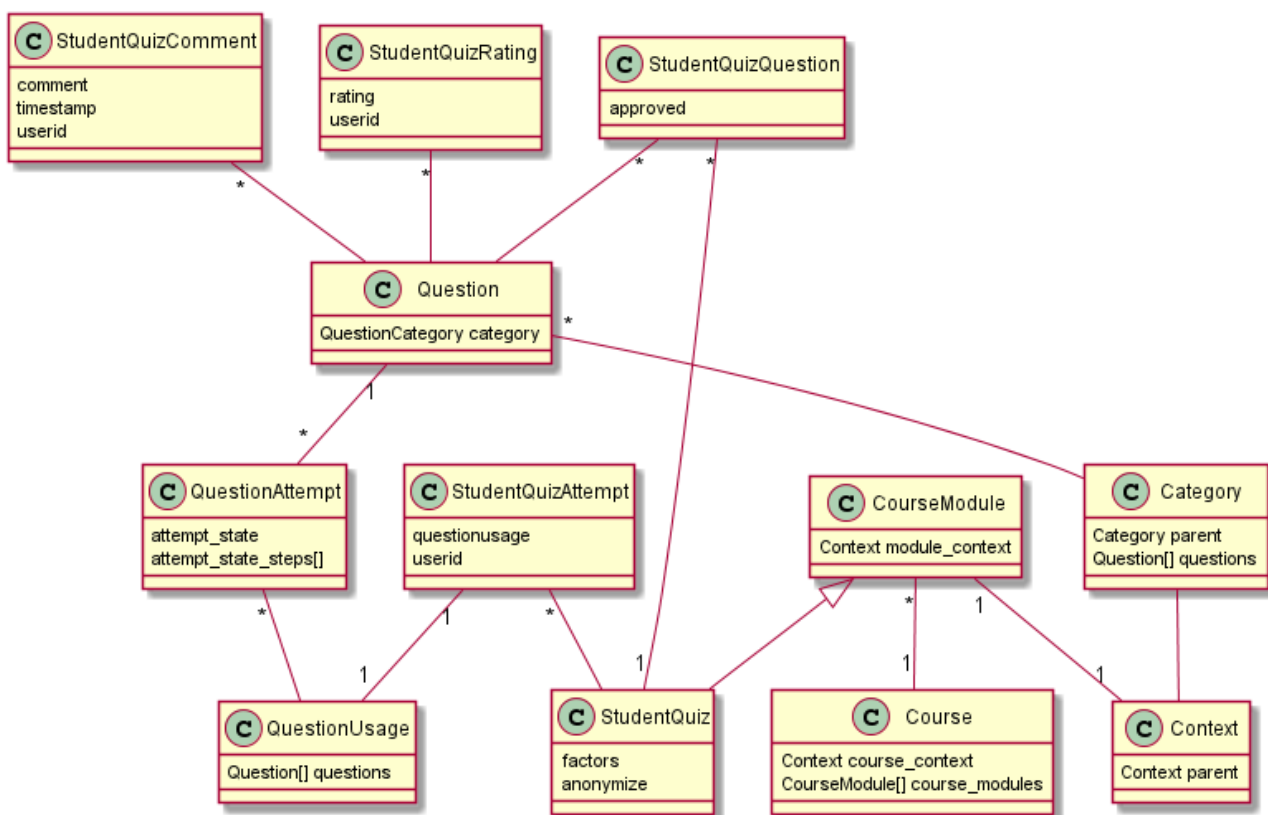 C StudentQuizComment
comment
timestamp
userid
C StudentQuizRating
rating
userid
C StudentQuizQuestion
approved
*
*
*
*
C Question
QuestionCategory category
*
1
*
C QuestionAttempt
attempt_state
attempt_state_steps[]
C StudentQuizAttempt
questionusage
userid
C CourseModule
Context module_context
C Category
Category parent
Question[] questions
*
1
*
*
1
1
1
1
1
C QuestionUsage
Question[] questions
C StudentQuiz
factors
anonymize
C Course
Context course_context
CourseModule[] course_modules
C Context
Context parent